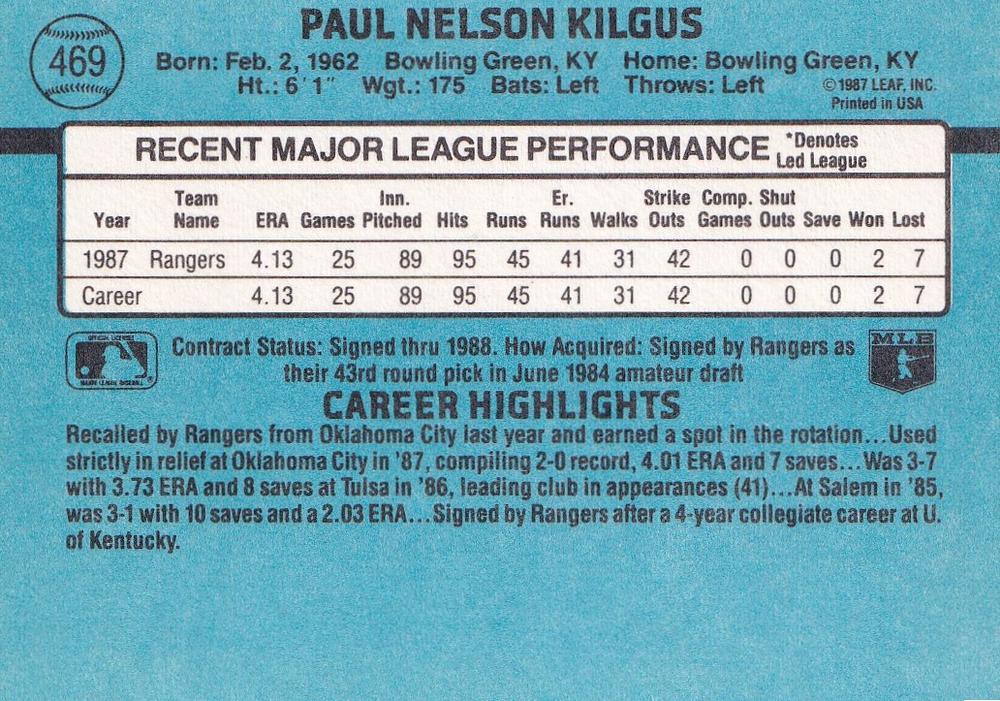 PAUL NELSON KILGUS
469
Born: Feb. 2, 1962 Bowling Green, KY Home: Bowling Green, KY
Ht.: 6'1" Wgt.: 175 Bats: Left Throws: Left
©1987 LEAF, INC.
Printed in USA
RECENT MAJOR LEAGUE PERFORMANCE *Denotes
Led League
Year Team Name ERA Games Inn. Pitched Hits Runs Er. Runs Walks Strike Outs Comp. Games Shut Outs Save Won Lost
1987 Rangers 4.13 25 89 95 45 41 31 42 0 0 0 2 7
Career 4.13 25 89 95 45 41 31 42 0 0 0 2 7
Contract Status: Signed thru 1988. How Acquired: Signed by Rangers as
their 43rd round pick in June 1984 amateur draft
MLB
CAREER HIGHLIGHTS
Recalled by Rangers from Oklahoma City last year and earned a spot in the rotation...Used
strictly in relief at Oklahoma City in '87, compiling 2-0 record, 4.01 ERA and 7 saves...Was 3-7
with 3.73 ERA and 8 saves at Tulsa in '86, leading club in appearances (41)...At Salem in '85,
was 3-1 with 10 saves and a 2.03 ERA...Signed by Rangers after a 4-year collegiate career at U.
of Kentucky.